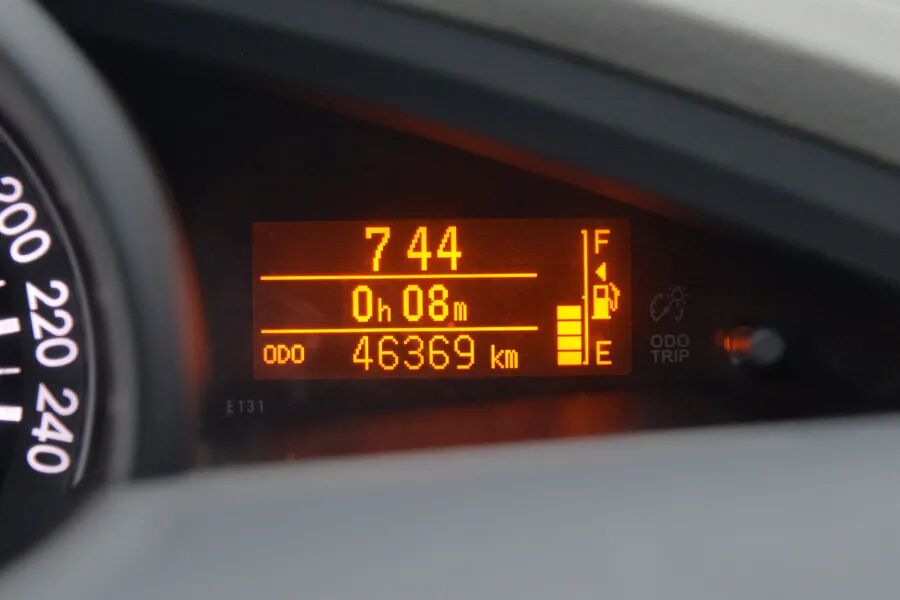 200
220
240
7 44
0h 08m
ODO 46369 km
F
E
ODO
TRIP
E131